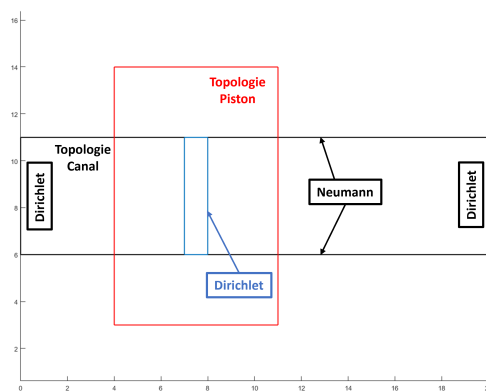 16
14
Topologie
Piston
12
Topologie
Canal
10
Dirichlet
Neumann
Dirichlet
8
6
Dirichlet
4
2
0 2 4 6 8 10 12 14 16 18